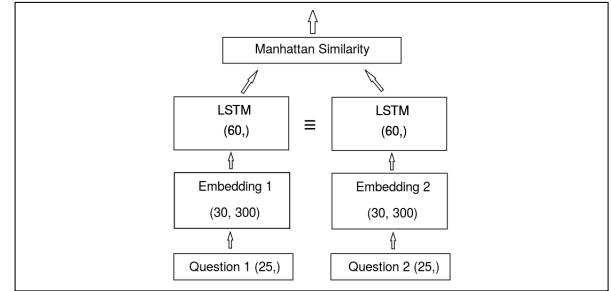 Manhattan Similarity
LSTM
(60,)
≡
LSTM
(60,)
Embedding 1
(30, 300)
Embedding 2
(30, 300)
Question 1 (25,)
Question 2 (25,)